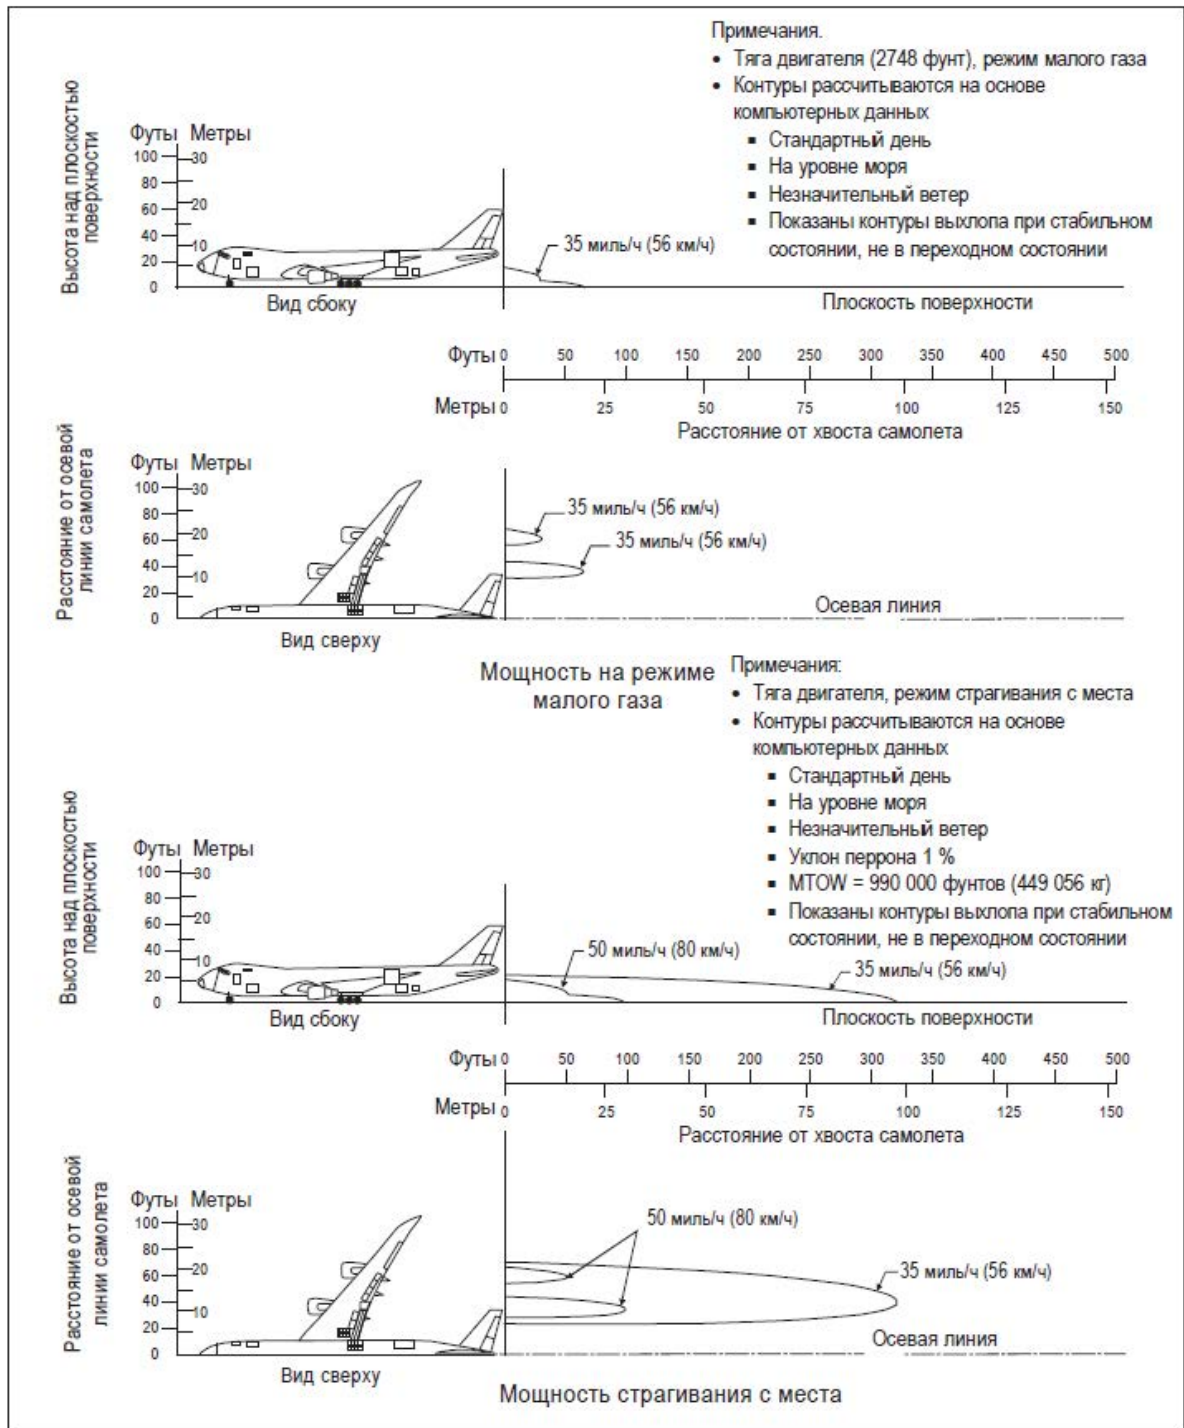 Примечания.
• Тяга двигателя (2748 фунт), режим малого газа
• Контуры рассчитываются на основе
компьютерных данных
▪ Стандартный день
▪ На уровне моря
▪ Незначительный ветер
▪ Показаны контуры выхлопа при стабильном
состоянии, не в переходном состоянии
Высота над плоскостью
поверхности
Футы Метры
100 30
80
60 20
40 10
20
0
35 миль/ч (56 км/ч)
Вид сбоку
Плоскость поверхности
Футы 0 50 100 150 200 250 300 350 400 450 500
Метры 0 25 50 75 100 125 150
Расстояние от хвоста самолета
Расстояние от осевой
линии самолета
Футы Метры
100 30
80
60 20
40 10
20
0
35 миль/ч (56 км/ч)
35 миль/ч (56 км/ч)
Осевая линия
Вид сверху
Мощность на режиме
малого газа
Примечания:
• Тяга двигателя, режим страгивания с места
• Контуры рассчитываются на основе
компьютерных данных
▪ Стандартный день
▪ На уровне моря
▪ Незначительный ветер
▪ Уклон перрона 1 %
▪ MTOW = 990 000 фунтов (449 056 кг)
▪ Показаны контуры выхлопа при стабильном
состоянии, не в переходном состоянии
Высота над плоскостью
поверхности
Футы Метры
100 30
80
60 20
40 10
20
0
50 миль/ч (80 км/ч)
35 миль/ч (56 км/ч)
Вид сбоку
Плоскость поверхности
Футы 0 50 100 150 200 250 300 350 400 450 500
Метры 0 25 50 75 100 125 150
Расстояние от хвоста самолета
Расстояние от осевой
линии самолета
Футы Метры
100 30
80
60 20
40 10
20
0
50 миль/ч (80 км/ч)
35 миль/ч (56 км/ч)
Осевая линия
Вид сверху
Мощность страгивания с места